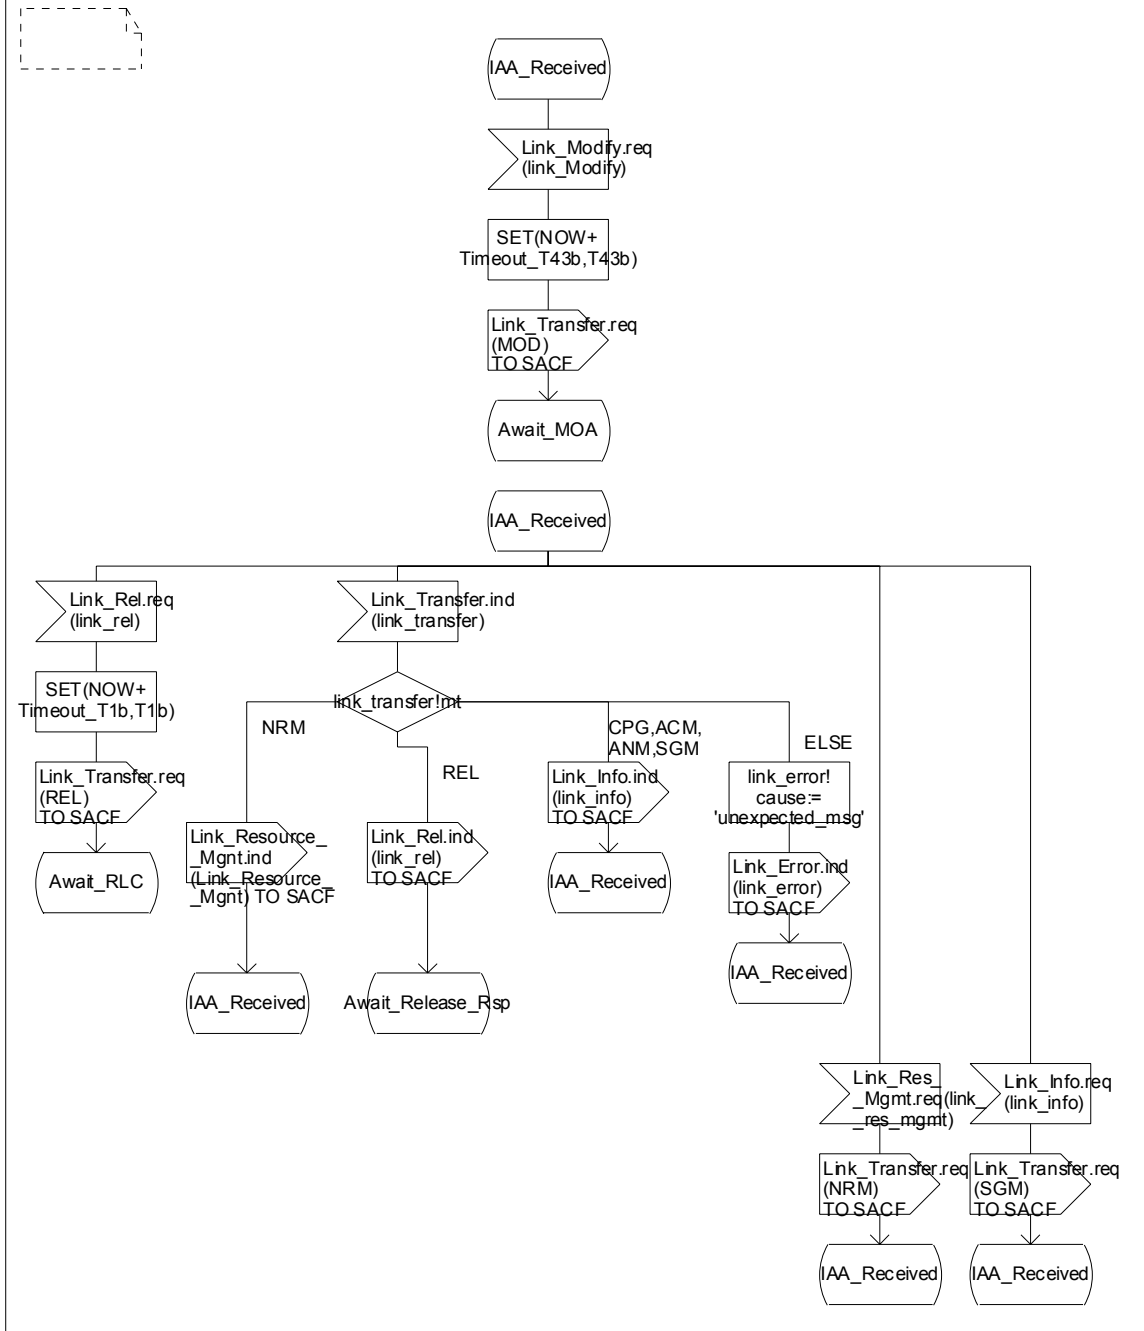 IAA_Received
Link_Modify.req
(link_Modify)
SET(NOW+
Timeout_T43b,T43b)
Link_Transfer.req
(MOD)
TO SACF
Await_MOA
IAA_Received
Link_Rel.req
(link_rel)
SET(NOW+
Timeout_T1b,T1b)
Link_Transfer.req
(REL)
TO SACF
Await_RLC
Link_Transfer.ind
(link_transfer)
link_transfer!mt
NRM
Link_Resource_
_Mgnt.ind
(Link_Resource_
_Mgnt) TO SACF
IAA_Received
REL
Link_Rel.ind
(link_rel)
TO SACF
Await_Release_Rsp
CPG,ACM,
ANM,SGM
Link_Info.ind
(link_info)
TO SACF
IAA_Received
ELSE
link_error!
cause:=
'unexpected_msg'
Link_Error.ind
(link_error)
TO SACF
IAA_Received
Link_Res_
_Mgmt.req(link_
_res_mgmt)
Link_Transfer.req
(NRM)
TO SACF
IAA_Received
Link_Info.req
(link_info)
Link_Transfer.req
(SGM)
TO SACF
IAA_Received